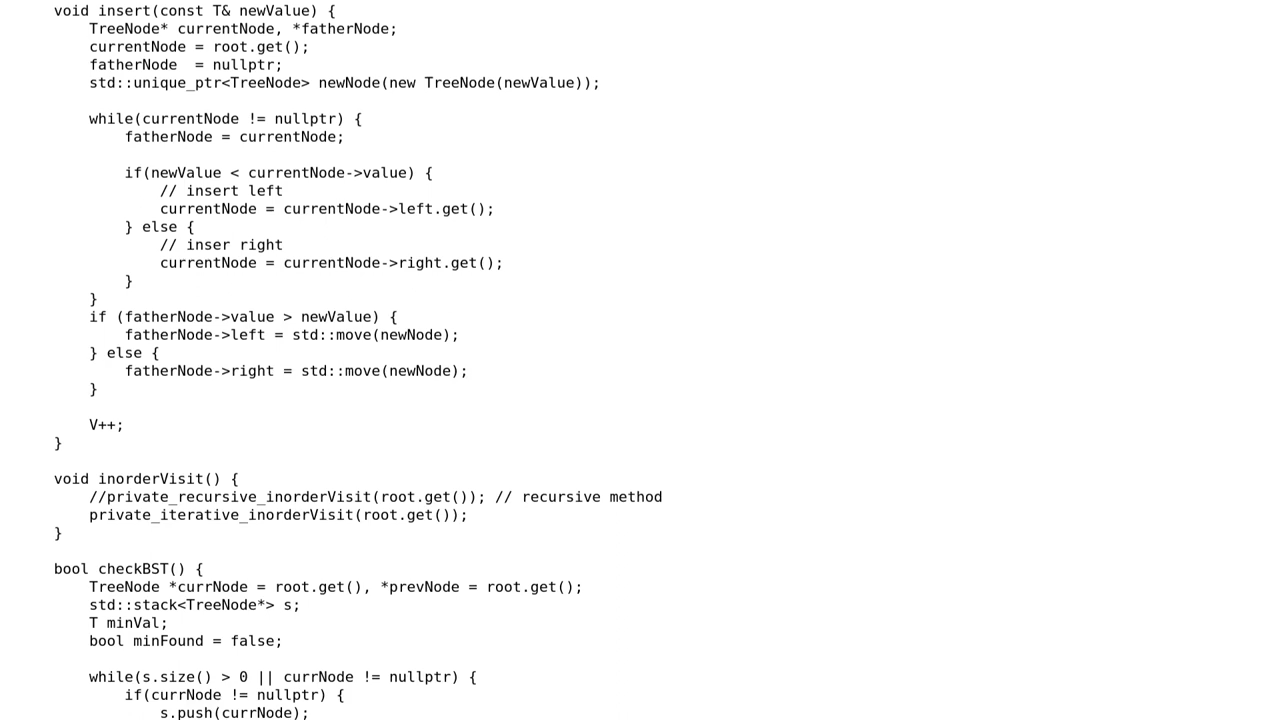 void insert(const T& newValue) {
    TreeNode* currentNode, *fatherNode;
    currentNode = root.get();
    fatherNode  = nullptr;
    std::unique_ptr<TreeNode> newNode(new TreeNode(newValue));

    while(currentNode != nullptr) {
        fatherNode = currentNode;

        if(newValue < currentNode->value) {
            // insert left
            currentNode = currentNode->left.get();
        } else {
            // inser right
            currentNode = currentNode->right.get();
        }
    }
    if (fatherNode->value > newValue) {
        fatherNode->left = std::move(newNode);
    } else {
        fatherNode->right = std::move(newNode);
    }

    V++;
}

void inorderVisit() {
    //private_recursive_inorderVisit(root.get()); // recursive method
    private_iterative_inorderVisit(root.get());
}

bool checkBST() {
    TreeNode *currNode = root.get(), *prevNode = root.get();
    std::stack<TreeNode*> s;
    T minVal;
    bool minFound = false;

    while(s.size() > 0 || currNode != nullptr) {
        if(currNode != nullptr) {
            s.push(currNode);